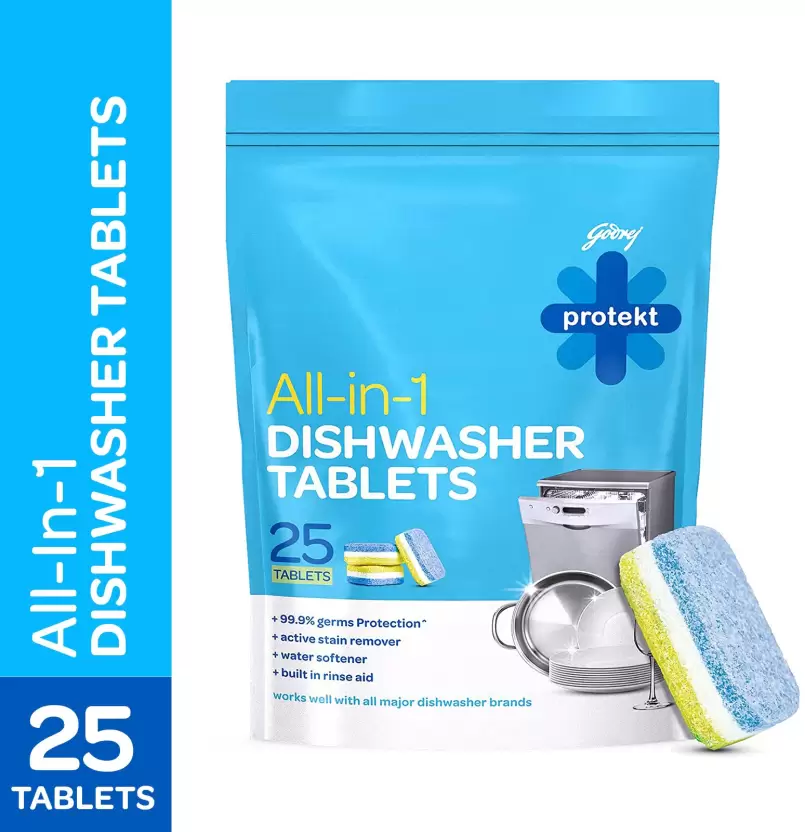 All-In-1
DISHWASHER TABLETS
25
TABLETS
Godrej
protekt
All-in-1
DISHWASHER
TABLETS
25
TABLETS
+ 99.9% germs Protection^
+ active stain remover
+ water softener
+ built in rinse aid
works well with all major dishwasher brands